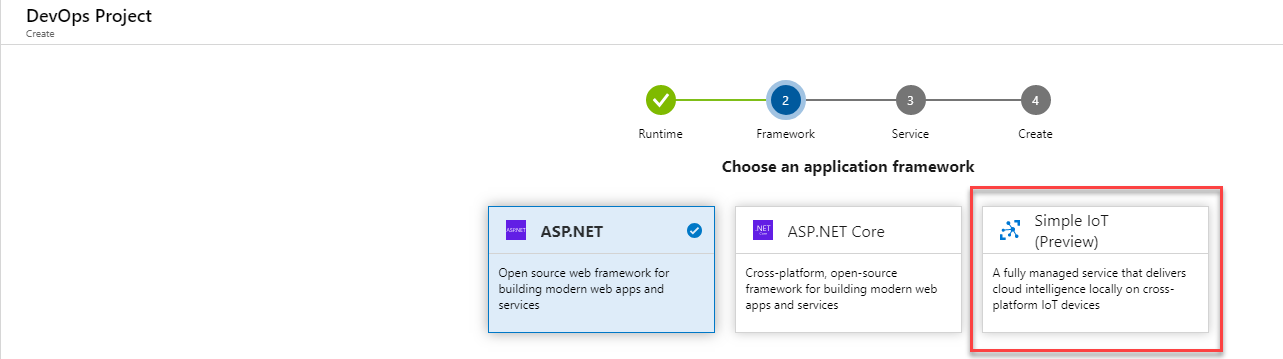 DevOps Project
Create
2
3
4
Runtime
Framework
Service
Create
Choose an application framework
ASP.NET
ASP.NET
Open source web framework for
building modern web apps and
services
.NET
Core
ASP.NET Core
Cross-platform, open-source
framework for building modern web
apps and services
Simple IoT
(Preview)
A fully managed service that delivers
cloud intelligence locally on cross-
platform IoT devices